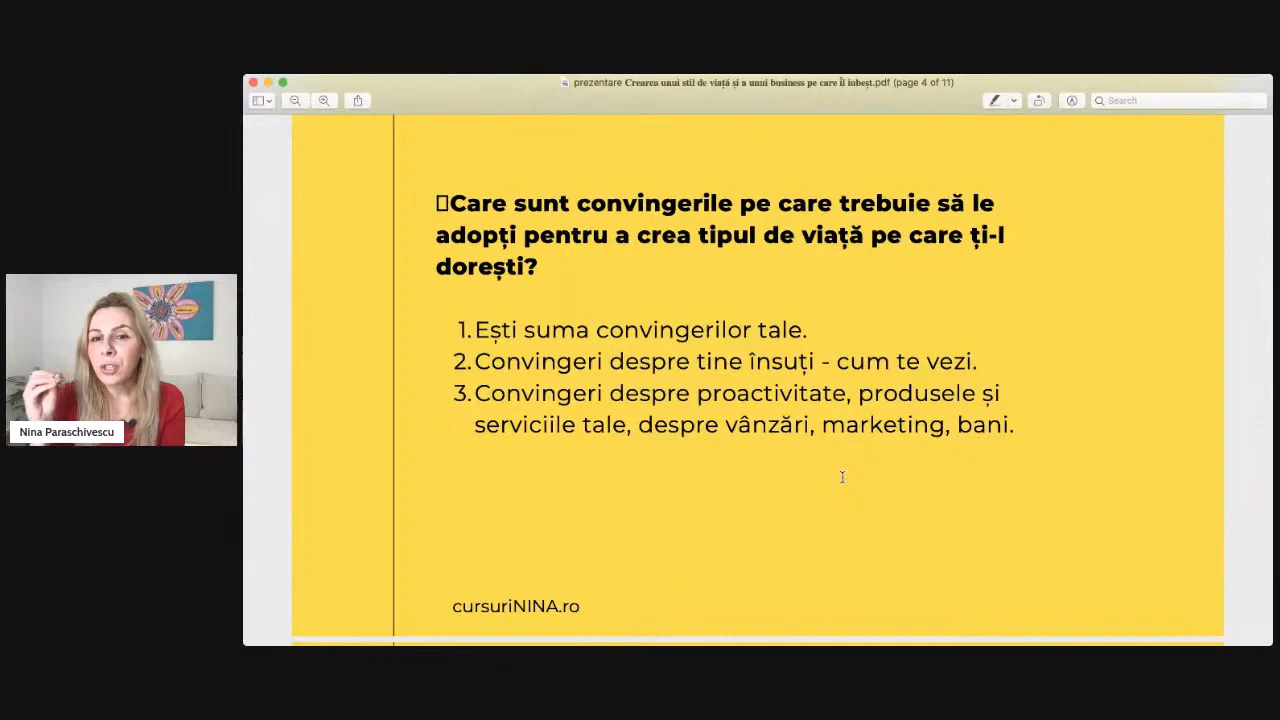 prezentare Crearea unui stil de viață și a unui business pe care îl iubeșt.pdf (page 4 of 11)
Search
▯Care sunt convingerile pe care trebuie să le
adopți pentru a crea tipul de viață pe care ți-l
dorești?
1. Ești suma convingerilor tale.
2. Convingeri despre tine însuți - cum te vezi.
3. Convingeri despre proactivitate, produsele și
serviciile tale, despre vânzări, marketing, bani.
Nina Paraschivescu
cursuriNINA.ro